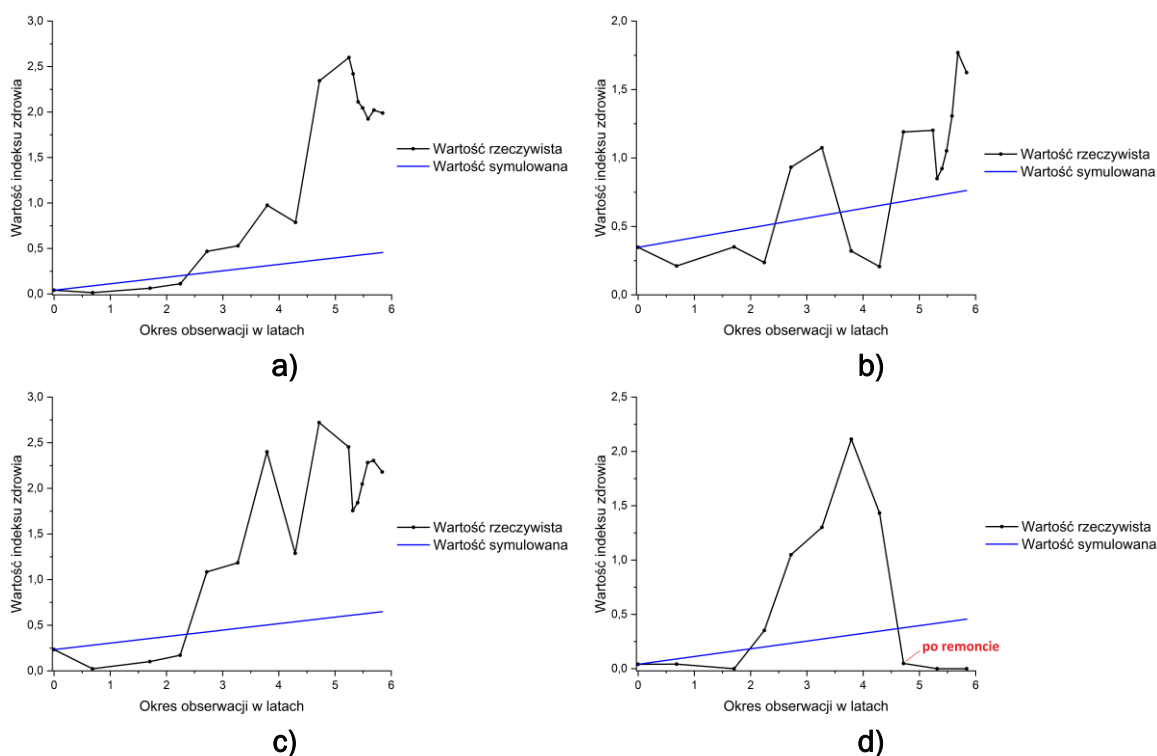 Wartość indeksu zdrowia
3,0
2,5
2,0
1,5
1,0
0,5
0,0
0 1 2 3 4 5 6
Okres obserwacji w latach
Wartość rzeczywista
Wartość symulowana
a)
Wartość indeksu zdrowia
2,0
1,5
1,0
0,5
0,0
0 1 2 3 4 5 6
Okres obserwacji w latach
Wartość rzeczywista
Wartość symulowana
b)
Wartość indeksu zdrowia
3,0
2,5
2,0
1,5
1,0
0,5
0,0
0 1 2 3 4 5 6
Okres obserwacji w latach
Wartość rzeczywista
Wartość symulowana
c)
Wartość indeksu zdrowia
2,5
2,0
1,5
1,0
0,5
0,0
0 1 2 3 4 5 6
Okres obserwacji w latach
po remoncie
Wartość rzeczywista
Wartość symulowana
d)